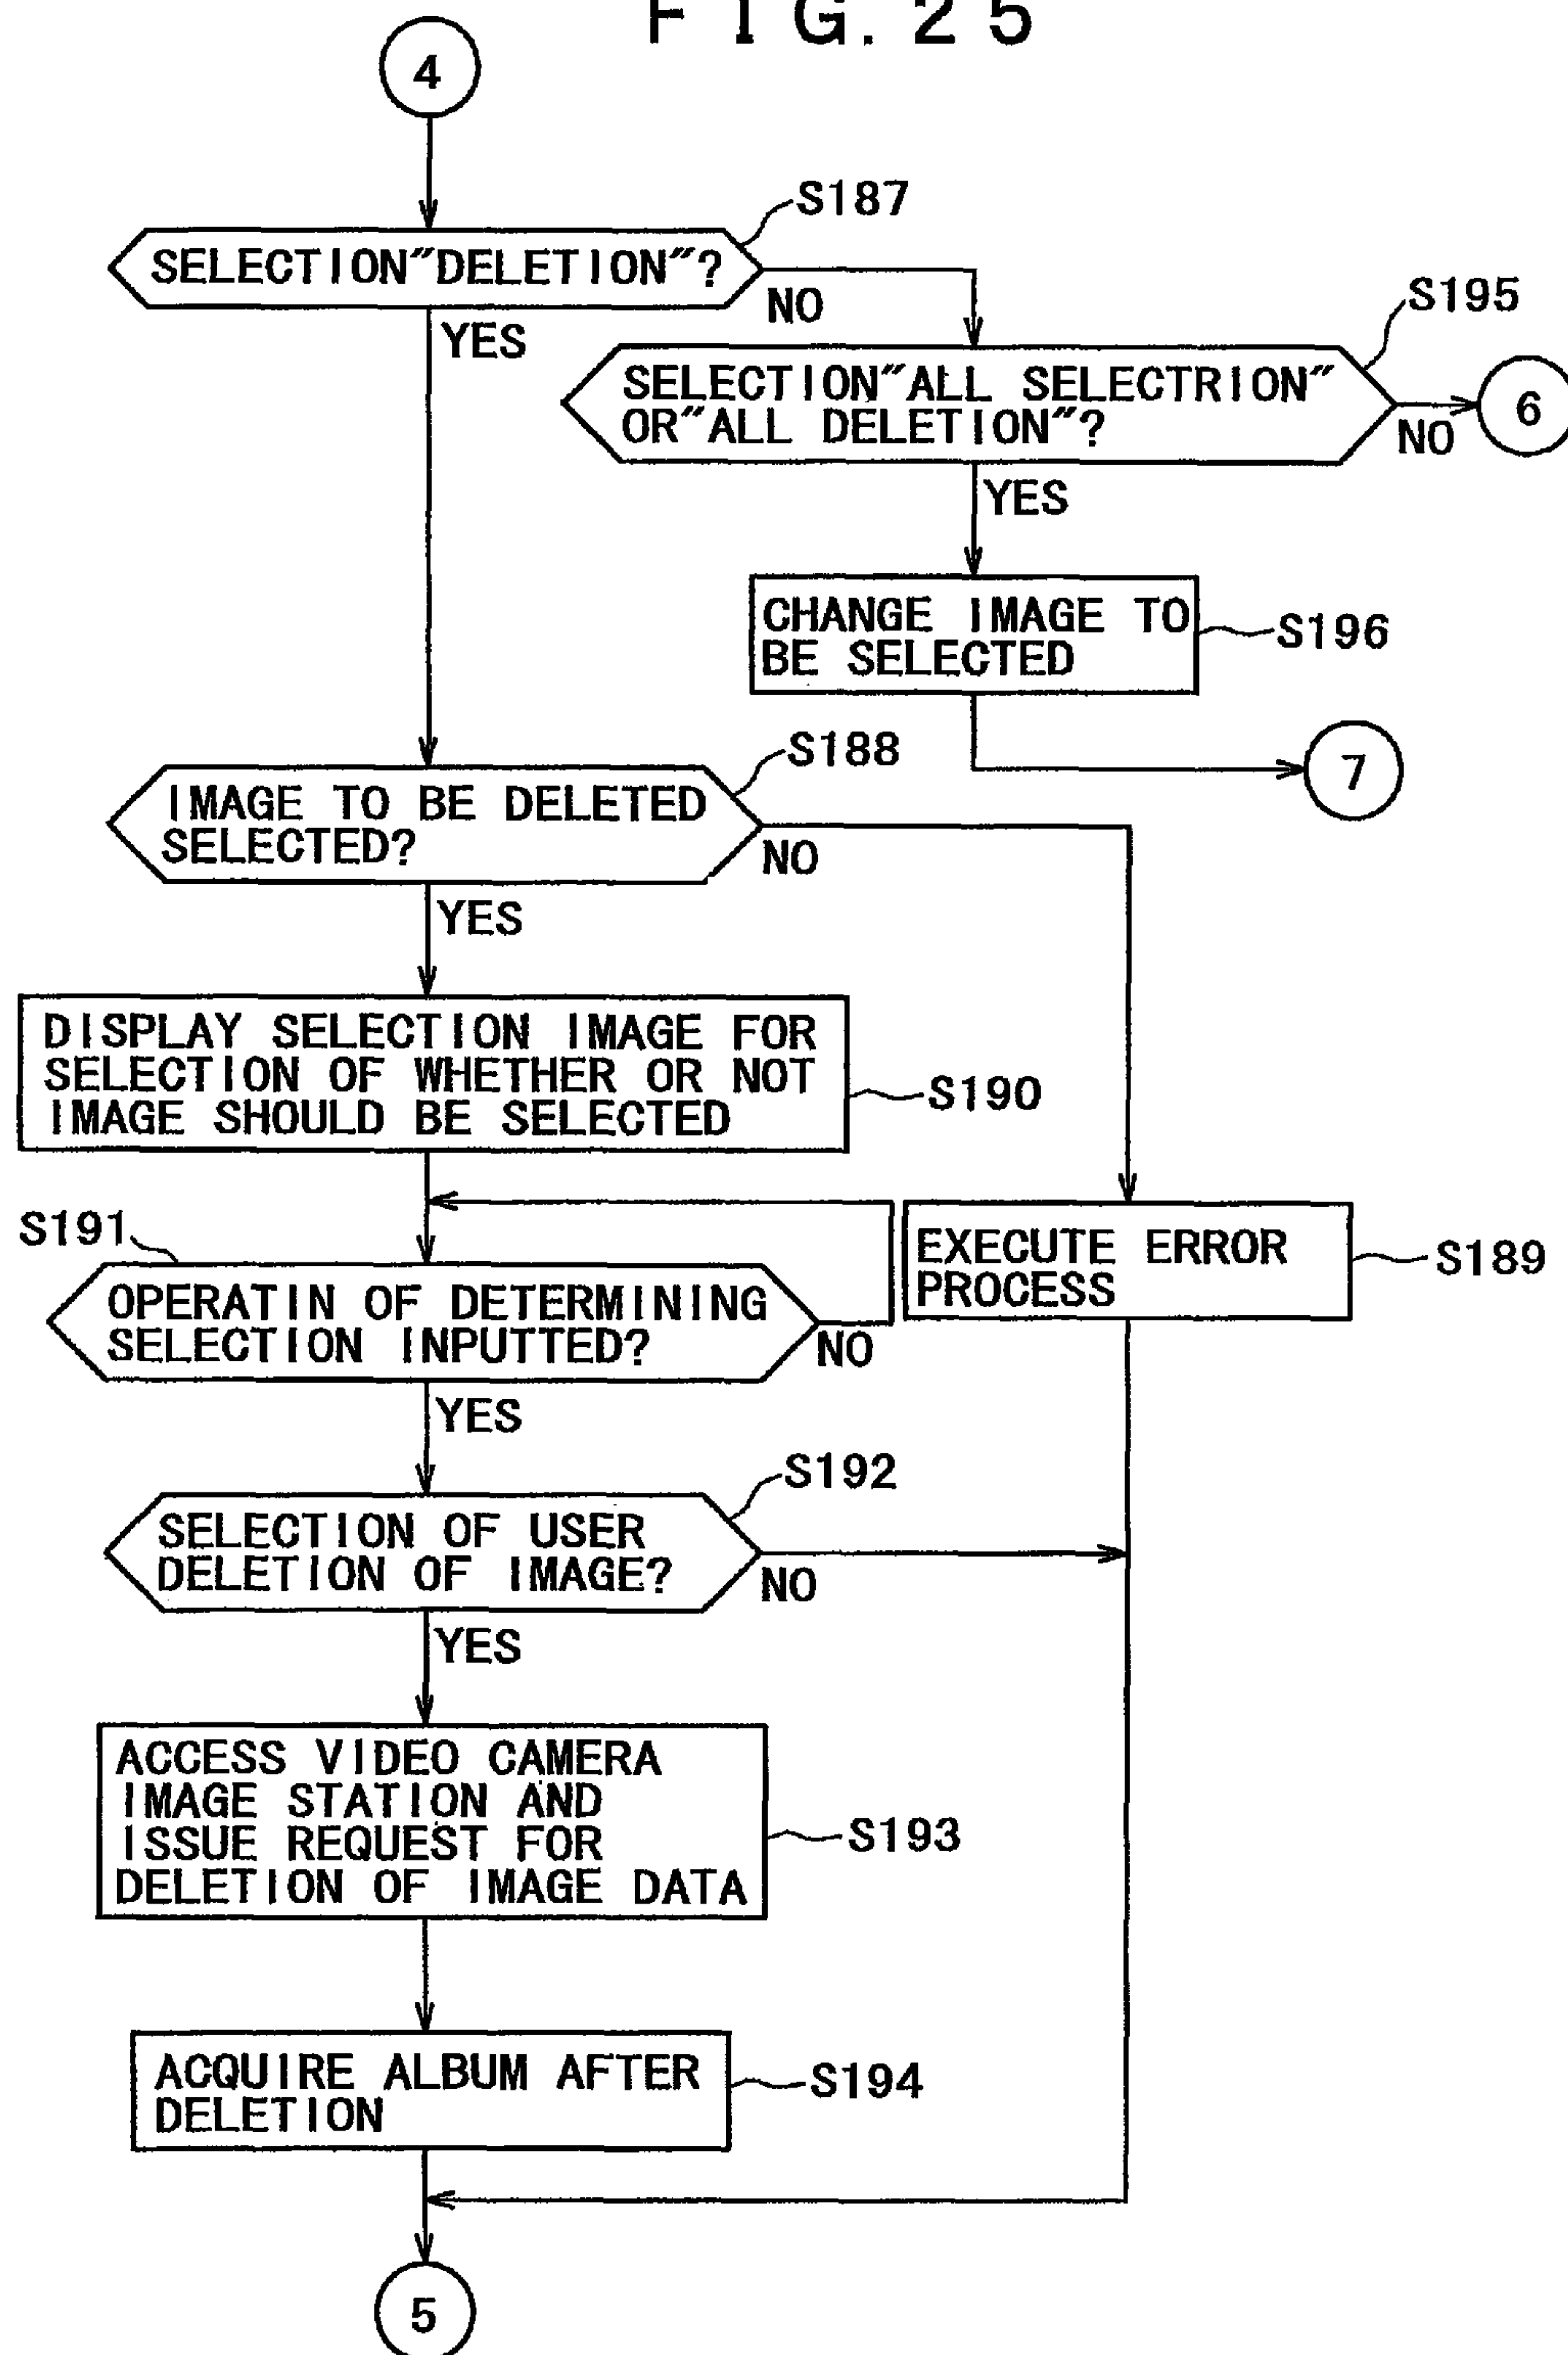 FIG. 25
4
S187
SELECTION"DELETION"?
NO
YES
S195
SELECTION"ALL SELECTRION"
OR"ALL DELETION"?
NO
6
YES
CHANGE IMAGE TO
BE SELECTED
S196
7
S188
IMAGE TO BE DELETED
SELECTED?
NO
YES
DISPLAY SELECTION IMAGE FOR
SELECTION OF WHETHER OR NOT
IMAGE SHOULD BE SELECTED
S190
S191
OPERATIN OF DETERMINING
SELECTION INPUTTED?
NO
EXECUTE ERROR
PROCESS
S189
YES
S192
SELECTION OF USER
DELETION OF IMAGE?
NO
YES
ACCESS VIDEO CAMERA
IMAGE STATION AND
ISSUE REQUEST FOR
DELETION OF IMAGE DATA
S193
ACQUIRE ALBUM AFTER
DELETION
S194
5